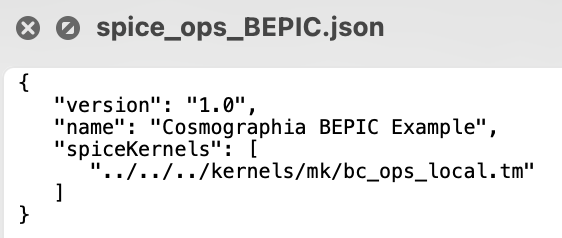 spice_ops_BEPIC.json
{
"version": "1.0",
"name": "Cosmographia BEPIC Example",
"spiceKernels": [
"../../../kernels/mk/bc_ops_local.tm"
]
}